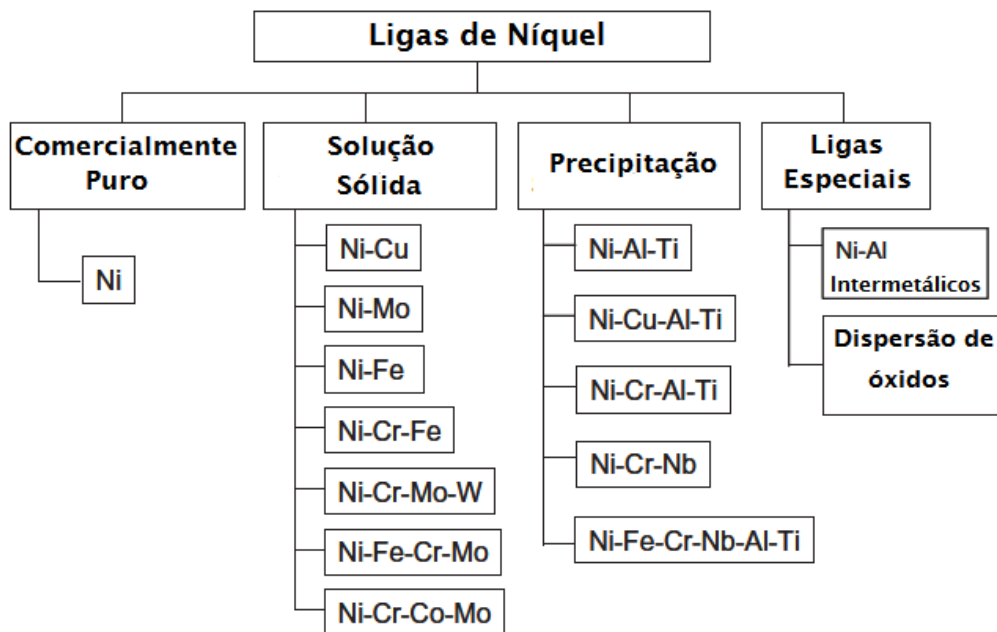 Ligas de Níquel
Comercialmente
Puro
Ni
Solução
Sólida
Ni-Cu
Ni-Mo
Ni-Fe
Ni-Cr-Fe
Ni-Cr-Mo-W
Ni-Fe-Cr-Mo
Ni-Cr-Co-Mo
Precipitação
Ni-Al-Ti
Ni-Cu-Al-Ti
Ni-Cr-Al-Ti
Ni-Cr-Nb
Ni-Fe-Cr-Nb-Al-Ti
Ligas
Especiais
Ni-Al
Intermetálicos
Dispersão de
óxidos